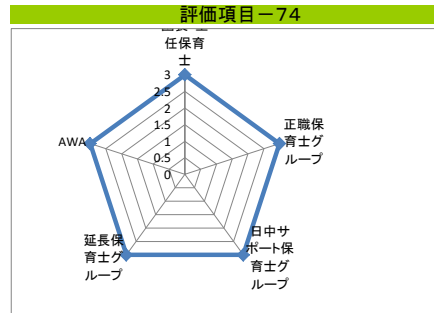 評価項目－74
任保育
士
3
2.5
2
1.5
1
0.5
0
正職保
育士グ
ループ
日中サ
ポート保
育士グ
ループ
延長保
育士グ
ループ
AWA